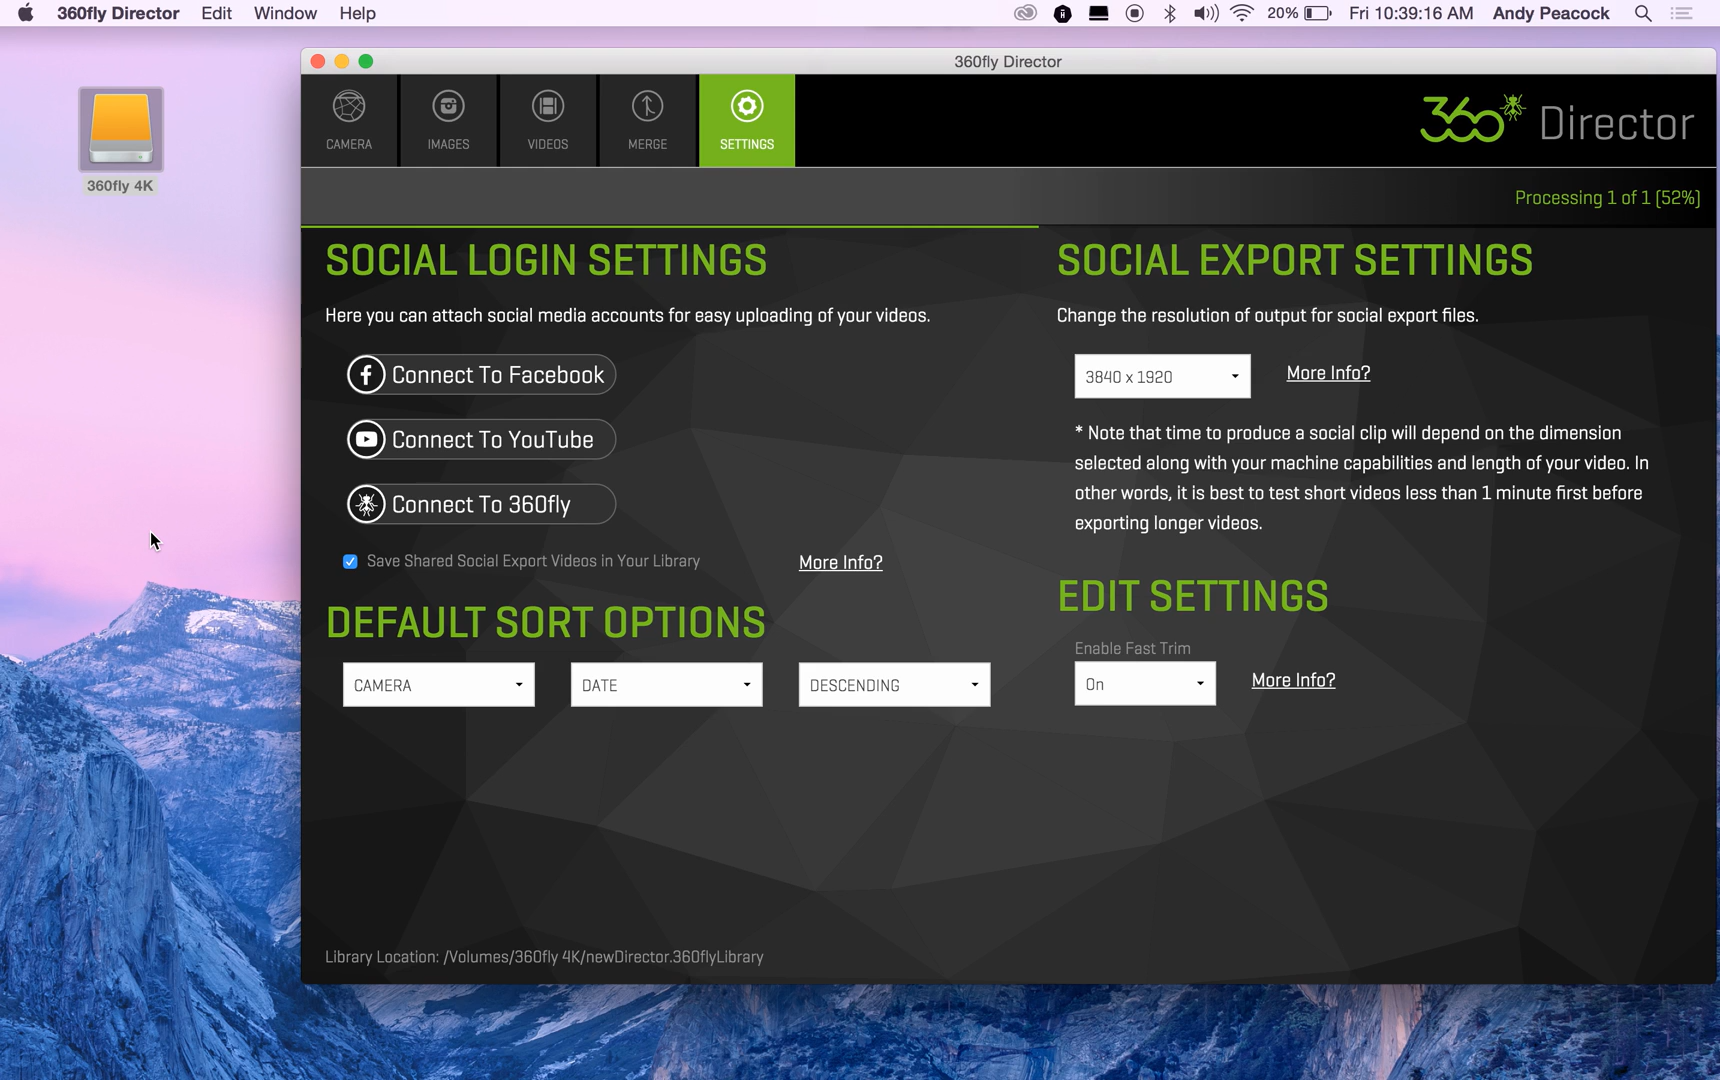 360fly Director Edit Window Help 20% Fri 10:39:16 AM Andy Peacock
360fly Director
360fly 4K
CAMERA IMAGES VIDEOS MERGE SETTINGS
360 Director
Processing 1 of 1 (52%)
SOCIAL LOGIN SETTINGS
Here you can attach social media accounts for easy uploading of your videos.
Connect To Facebook
Connect To YouTube
Connect To 360fly
Save Shared Social Export Videos in Your Library More Info?
DEFAULT SORT OPTIONS
CAMERA DATE DESCENDING
SOCIAL EXPORT SETTINGS
Change the resolution of output for social export files.
3840 x 1920 More Info?
* Note that time to produce a social clip will depend on the dimension
selected along with your machine capabilities and length of your video. In
other words, it is best to test short videos less than 1 minute first before
exporting longer videos.
EDIT SETTINGS
Enable Fast Trim
On More Info?
Library Location: /Volumes/360fly 4K/newDirector.360flyLibrary